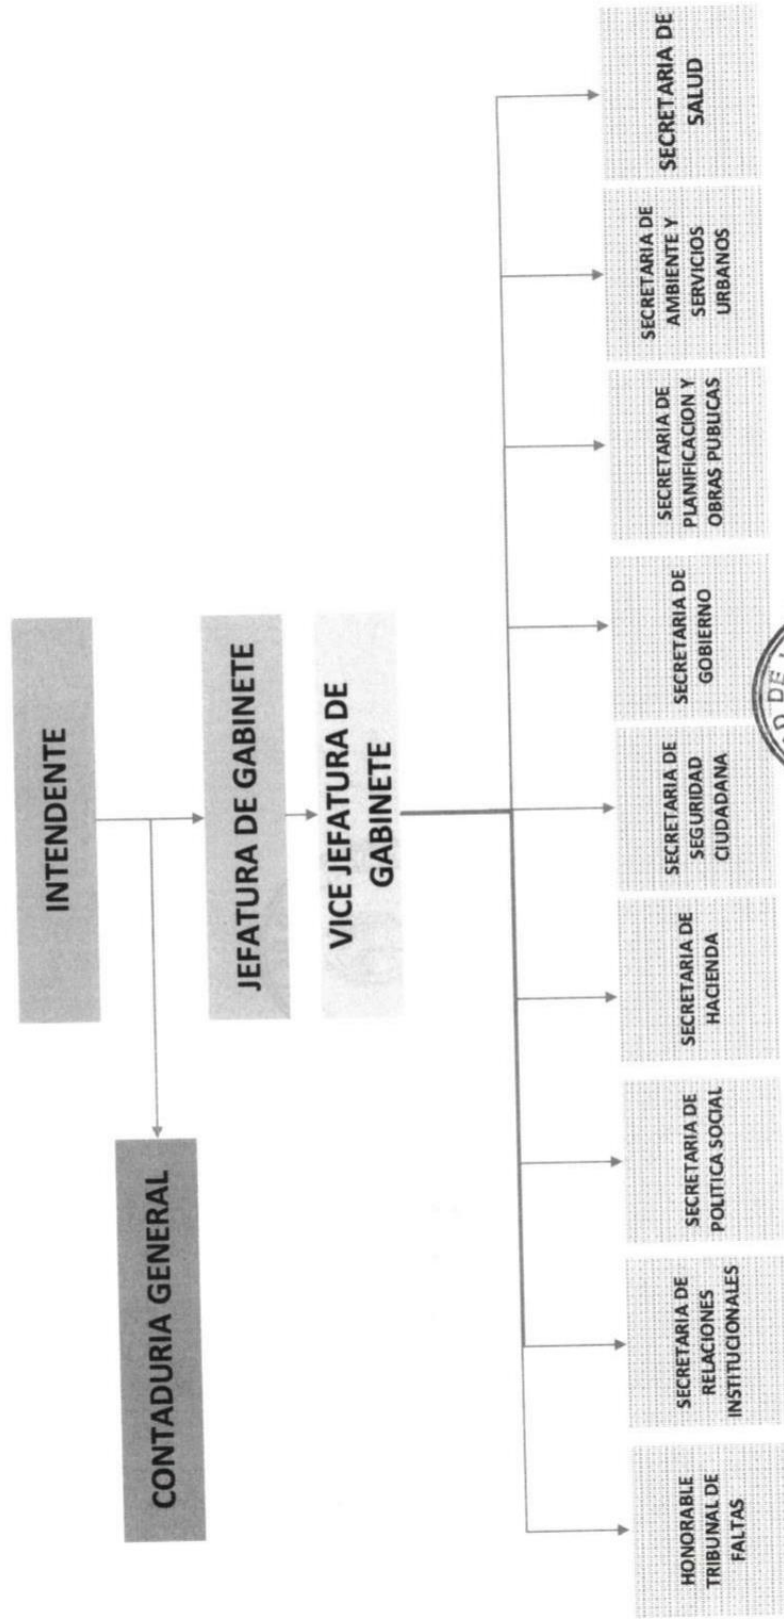 INTENDENTE
CONTADURIA GENERAL
JEFATURA DE GABINETE
VICE JEFATURA DE
GABINETE
HONORABLE
TRIBUNAL DE
FALTAS
SECRETARIA DE
RELACIONES
INSTITUCIONALES
SECRETARIA DE
POLITICA SOCIAL
SECRETARIA DE
HACIENDA
SECRETARIA DE
SEGURIDAD
CIUDADANA
SECRETARIA DE
GOBIERNO
SECRETARIA DE
PLANIFICACION Y
OBRAS PUBLICAS
SECRETARIA DE
AMBIENTE Y
SERVICIOS
URBANOS
SECRETARIA DE
SALUD
DE